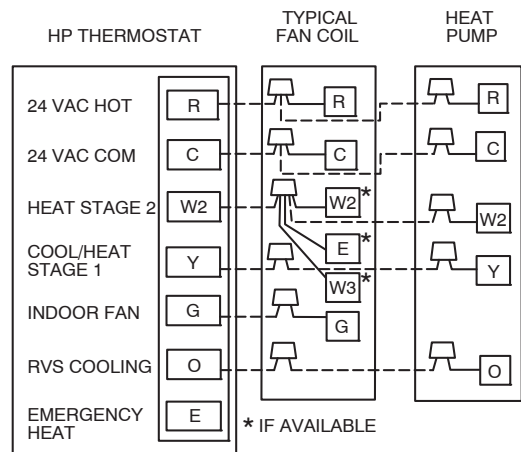 HP THERMOSTAT
TYPICAL
FAN COIL
HEAT
PUMP
24 VAC HOT R R R
24 VAC COM C C C
HEAT STAGE 2 W2 W2* W2
E*
COOL/HEAT
STAGE 1 Y W3* Y
INDOOR FAN G G
RVS COOLING O O
EMERGENCY
HEAT E
* IF AVAILABLE